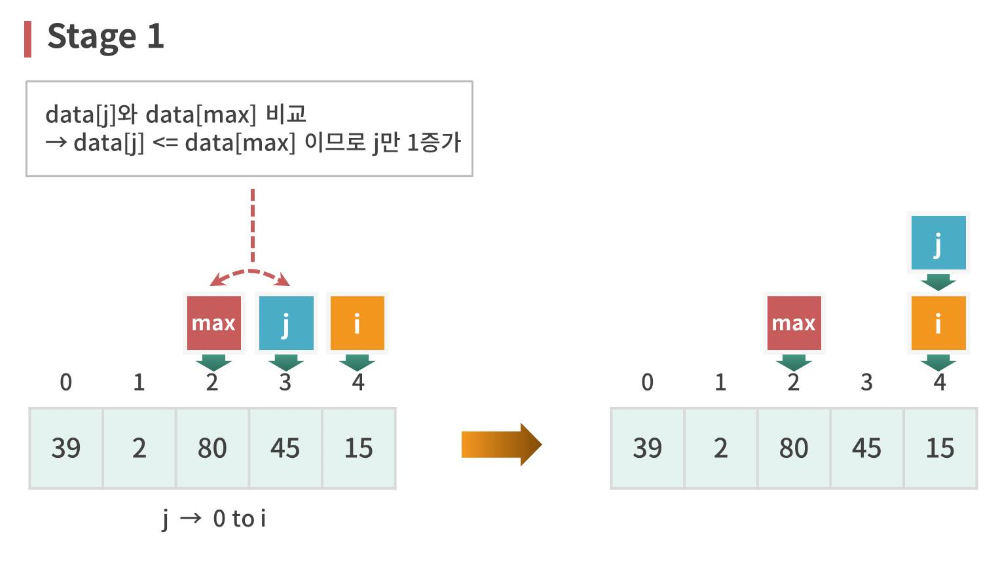 Stage 1
data[j]와 data[max] 비교
→ data[j] <= data[max] 이므로 j만 1증가
max j i
0 1 2 3 4
39 2 80 45 15
j → 0 to i
j
max i
0 1 2 3 4
39 2 80 45 15